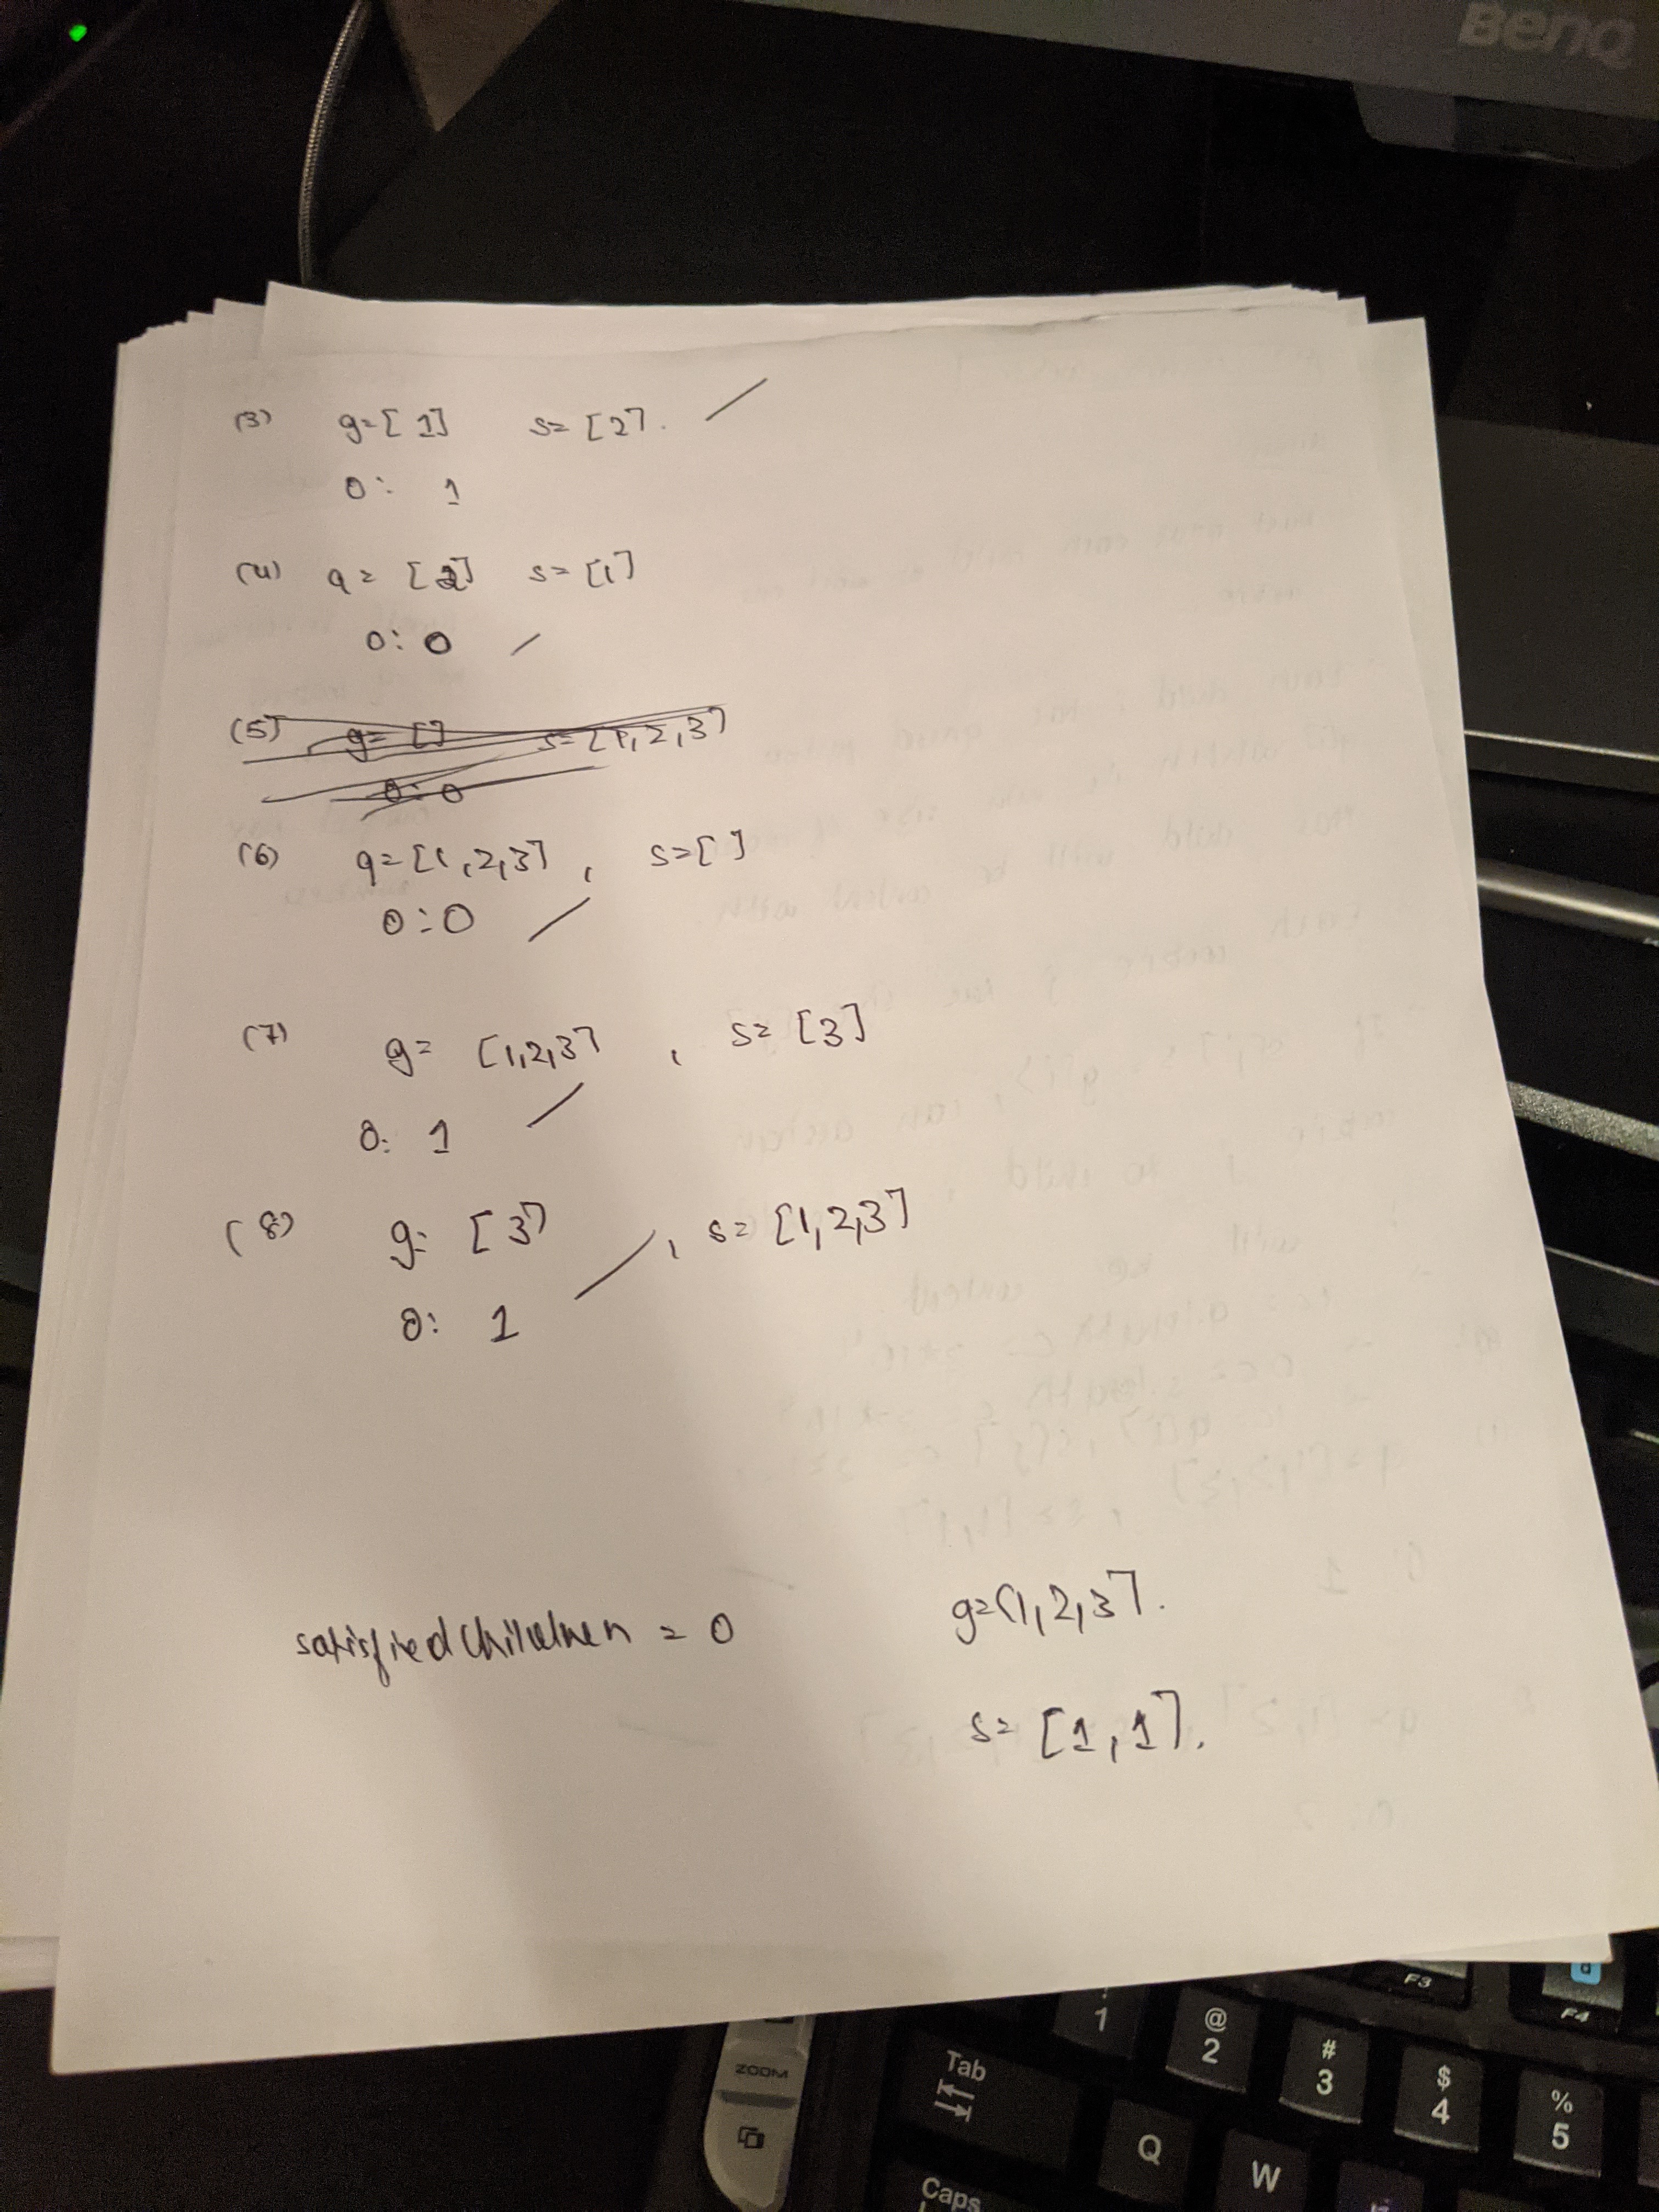 BenQ
(3) g=[1] s=[2].
O: 1
(4) g = [2] s=[1]
O: 0
(5) g= [] s=[1,2,3]
O: 0
(6) g=[1,2,3], s=[]
O:0
(7) g= [1,2,3], s= [3]
O: 1
(8) g= [3], s= [1,2,3]
O: 1
g=[1,2,3].
satisfiedChildren = 0
s= [1,1].
F3
F4
ZOOM
Tab
! 1
@ 2
# 3
$ 4
% 5
Q
W
Caps